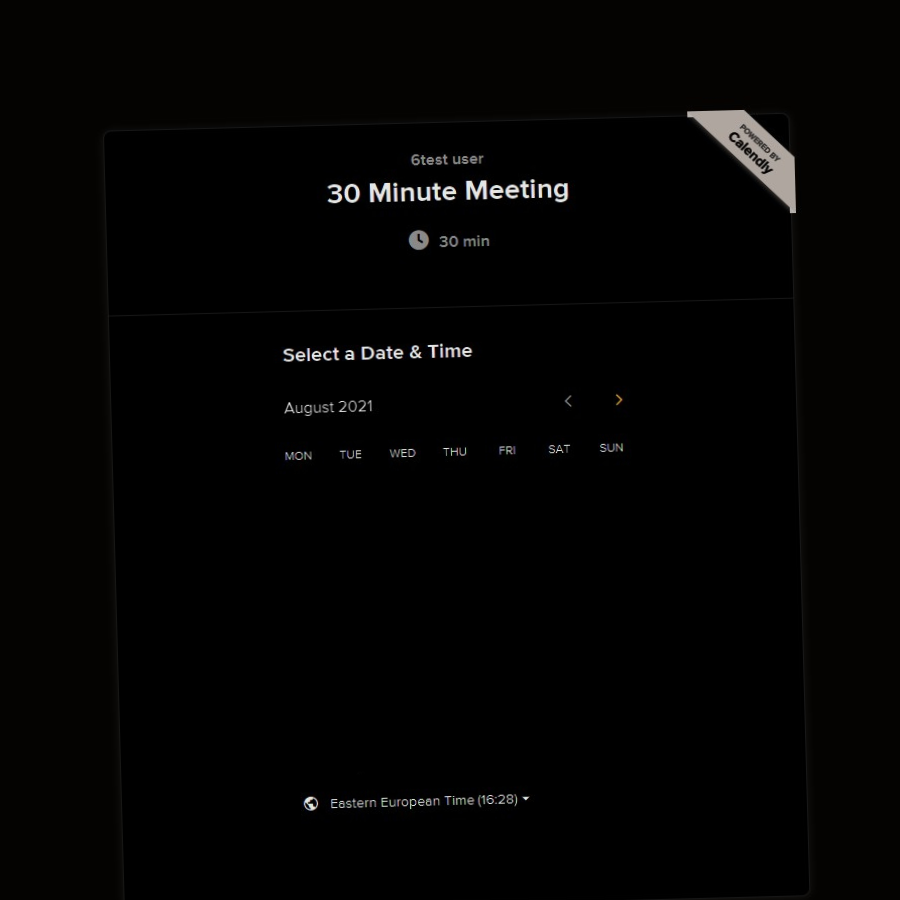 POWERED BY
Calendly
6test user
30 Minute Meeting
30 min
Select a Date & Time
August 2021
MON TUE WED THU FRI SAT SUN
Eastern European Time (16:28)